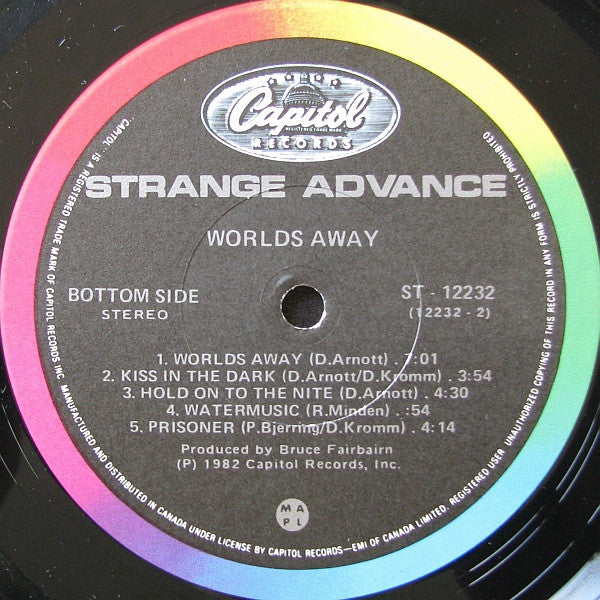 Capitol
REGISTERED TRADE MARK
RECORDS
STRANGE ADVANCE
WORLDS AWAY
BOTTOM SIDE
STEREO
ST - 12232
(12232 - 2)
1. WORLDS AWAY (D.Arnott) . 7:01
2. KISS IN THE DARK (D.Arnott/D.Kromm) . 3:54
3. HOLD ON TO THE NITE (D.Arnott) . 4:30
4. WATERMUSIC (R.Minden) . :54
5. PRISONER (P.Bjerring/D.Kromm) . 4:14
Produced by Bruce Fairbairn
(P) 1982 Capitol Records, Inc.
M A
P L
CAPITOL IS A REGISTERED TRADE MARK OF CAPITOL RECORDS INC. MANUFACTURED AND DISTRIBUTED IN CANADA UNDER LICENSE BY CAPITOL RECORDS—EMI OF CANADA LIMITED. REGISTERED USER. UNAUTHORIZED COPYING OF THIS RECORD IN ANY FORM IS STRICTLY PROHIBITED